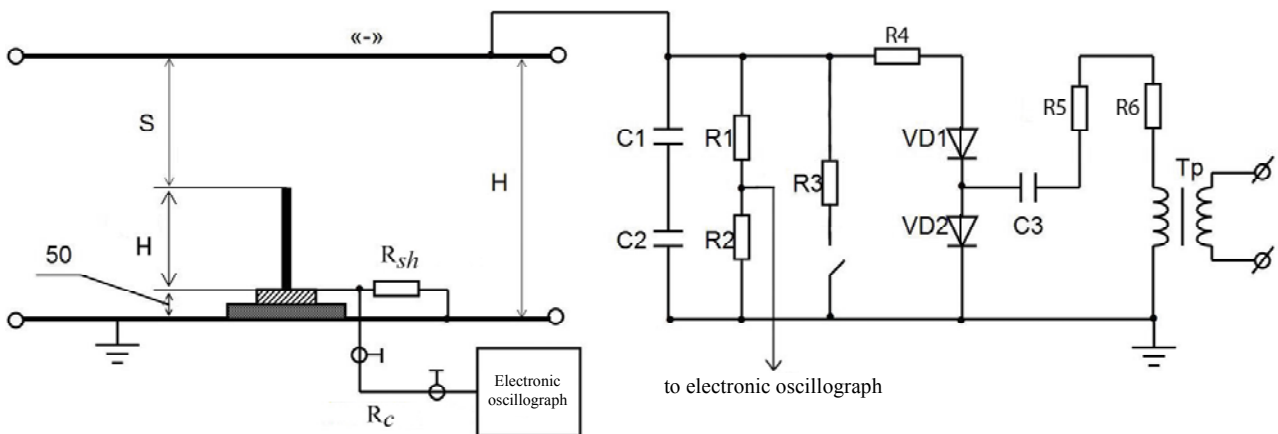 «-»
S
H
H
50
Rsh
Rc
Electronic
oscillograph
C1
C2
R1
R2
to electronic oscillograph
R3
R4
VD1
VD2
C3
R5
R6
Tp